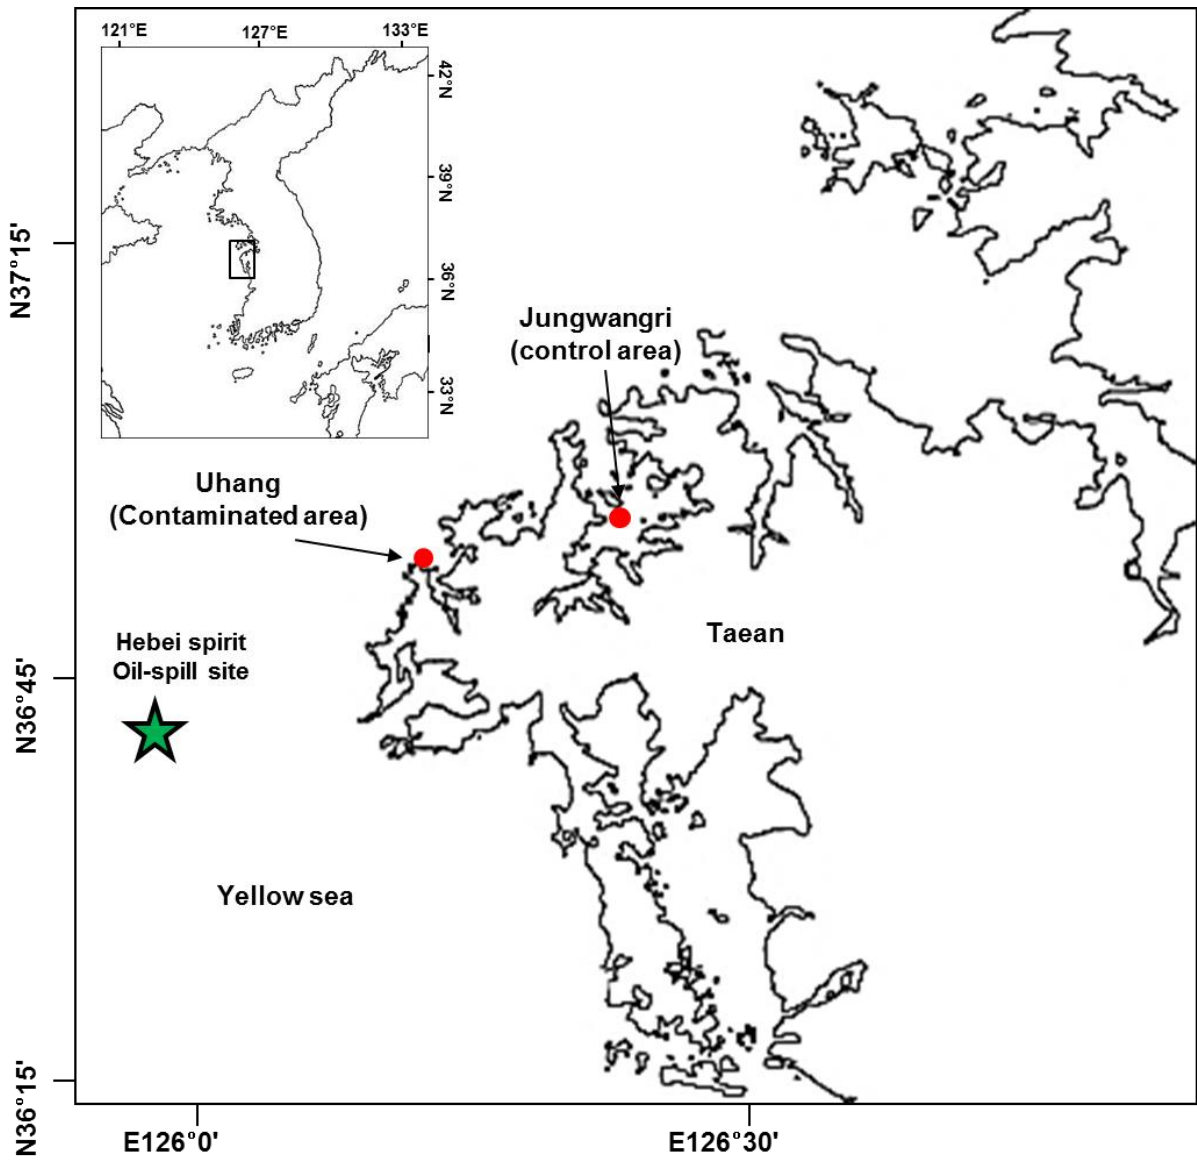 121°E
127°E
133°E
42°N
39°N
36°N
33°N
N37°15'
Jungwangri
(control area)
Uhang
(Contaminated area)
Hebei spirit
Oil-spill site
Taean
N36°45'
Yellow sea
N36°15'
E126°0'
E126°30'